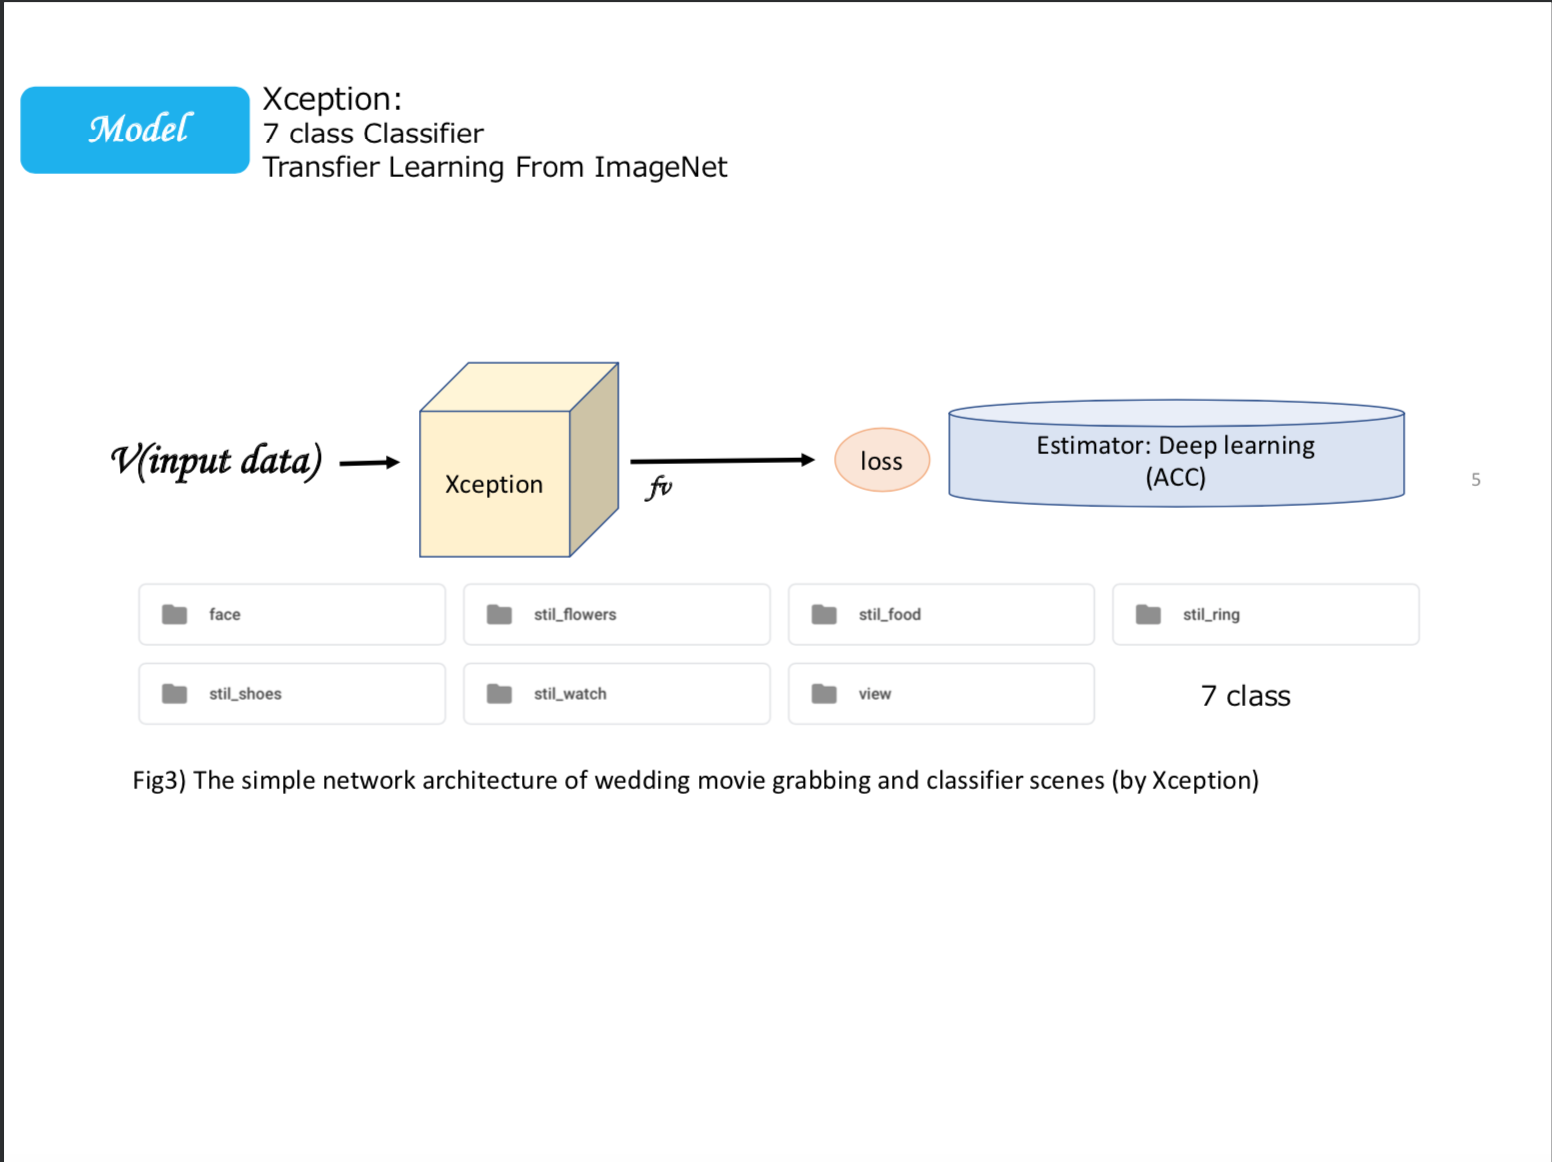 Model
Xception:
7 class Classifier
Transfier Learning From ImageNet
V(input data)
Xception
fv
loss
Estimator: Deep learning
(ACC)
5
face
stil_flowers
stil_food
stil_ring
stil_shoes
stil_watch
view
7 class
Fig3) The simple network architecture of wedding movie grabbing and classifier scenes (by Xception)